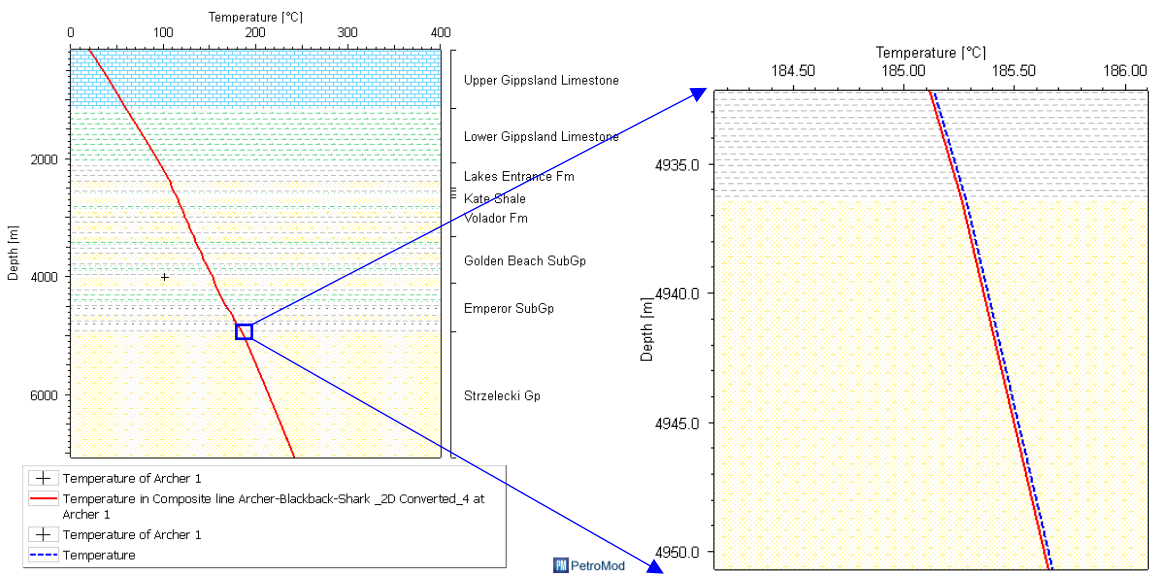 Temperature [°C]
0 100 200 300 400
Upper Gippsland Limestone
Lower Gippsland Limestone
2000
Lakes Entrance Fm
Kate Shale
Volador Fm
Depth [m]
Golden Beach SubGp
4000
Emperor SubGp
6000
Strzelecki Gp
Temperature of Archer 1
Temperature in Composite line Archer-Blackback-Shark _2D Converted_4 at
Archer 1
Temperature of Archer 1
Temperature
PM PetroMod
Temperature [°C]
184.50 185.00 185.50 186.00
4935.0
4940.0
Depth [m]
4945.0
4950.0